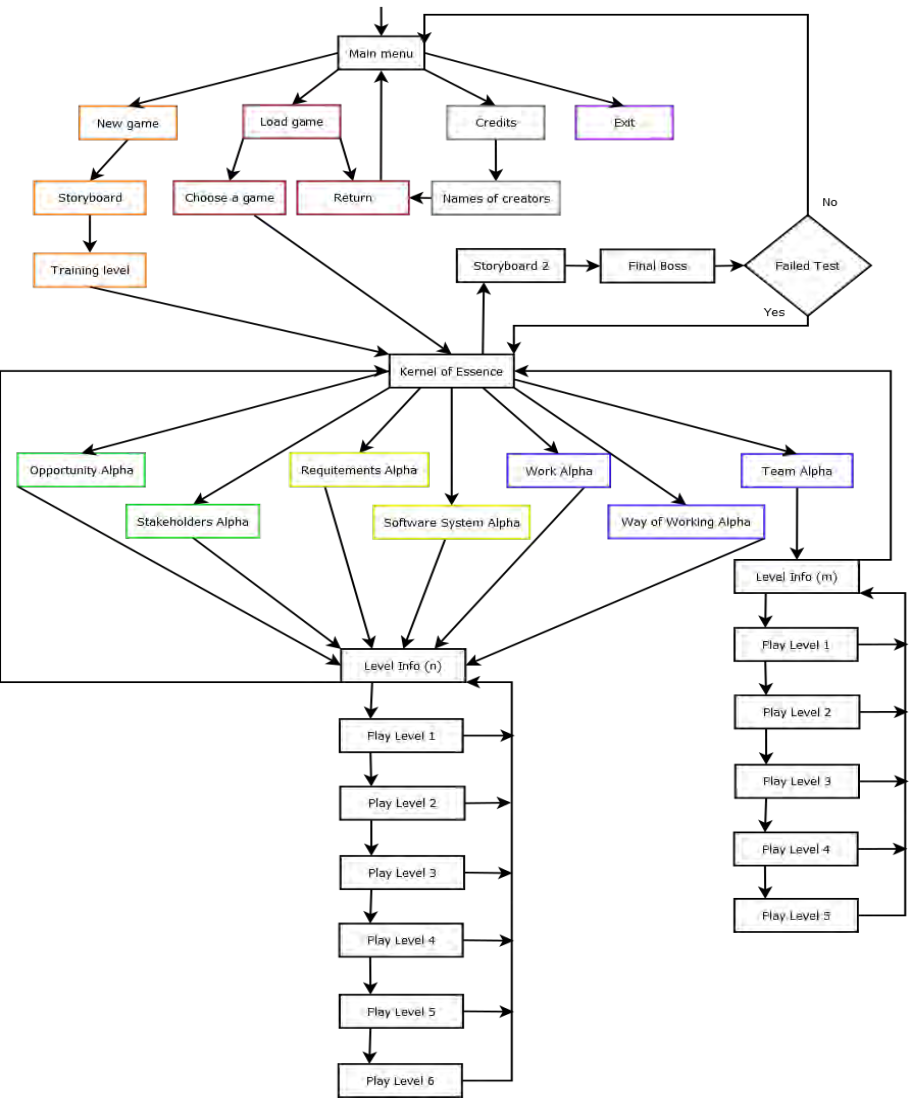 Main menu
New game
Load game
Credits
Exit
Storyboard
Choose a game
Return
Names of creators
No
Training level
Storyboard 2
Final Boss
Failed Test
Yes
Kernel of Essence
Opportunity Alpha
Requitements Alpha
Work Alpha
Team Alpha
Stakeholders Alpha
Software System Alpha
Way of Working Alpha
Level Info (m)
Play Level 1
Play Level 2
Play Level 3
Play Level 4
Play Level 5
Level Info (n)
Play Level 1
Play Level 2
Play Level 3
Play Level 4
Play Level 5
Play Level 6